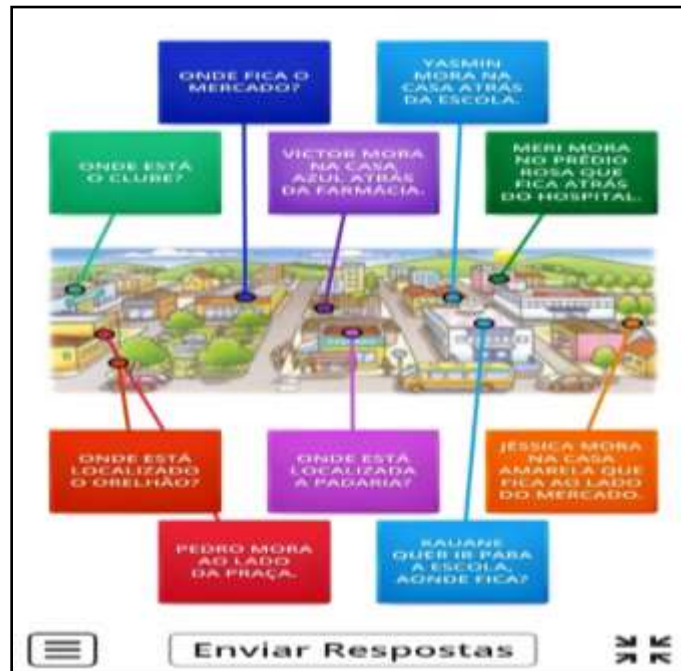 ONDE FICA O
MERCADO?
YASMIN
MORA NA
CASA ATRÁS
DA ESCOLA.
ONDE ESTÁ
O CLUBE?
VICTOR MORA
NA CASA
AZUL ATRÁS
DA FARMÁCIA.
MERI MORA
NO PRÉDIO
ROSA QUE
FICA ATRÁS
DO HOSPITAL.
ONDE ESTÁ
LOCALIZADO
O ORELHÃO?
ONDE ESTÁ
LOCALIZADA
A PADARIA?
JÉSSICA MORA
NA CASA
AMARELA QUE
FICA AO LADO
DO MERCADO.
PEDRO MORA
AO LADO
DA PRAÇA.
KAUANE
QUER IR PARA
A ESCOLA,
AONDE FICA?
Enviar Respostas